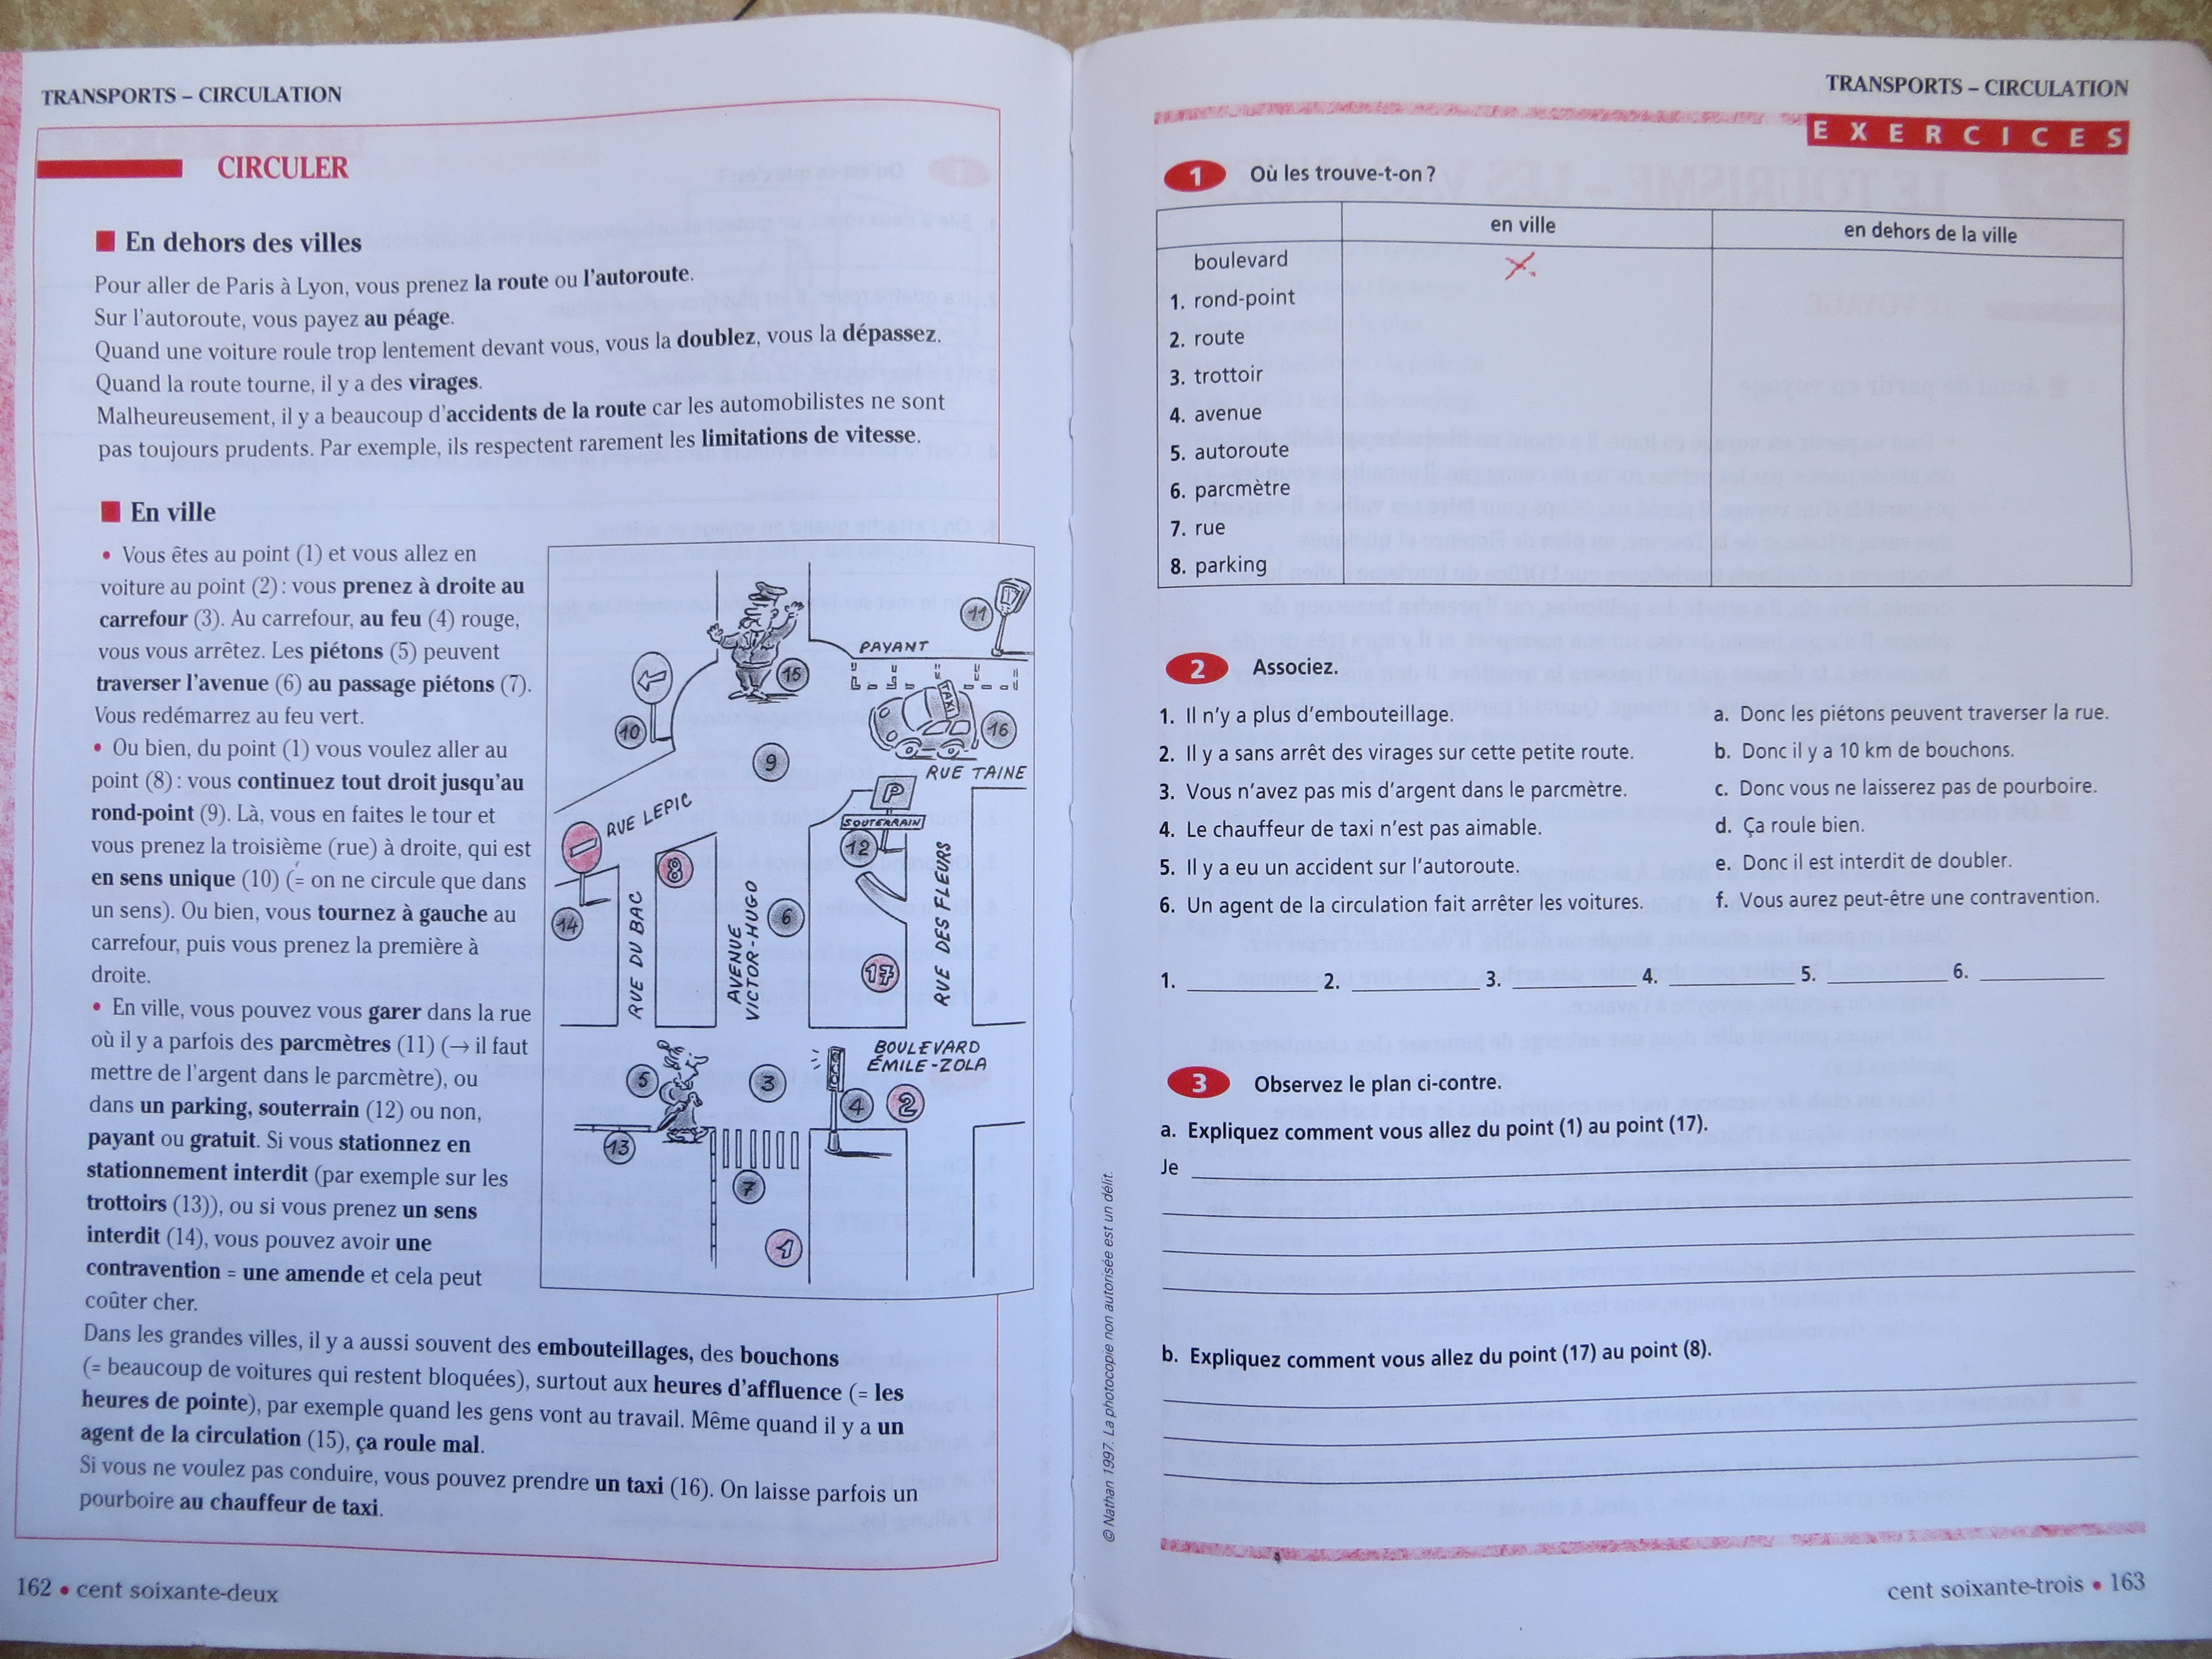 TRANSPORTS – CIRCULATION
CIRCULER
■ En dehors des villes
Pour aller de Paris à Lyon, vous prenez la route ou l'autoroute.
Sur l'autoroute, vous payez au péage.
Quand une voiture roule trop lentement devant vous, vous la doublez, vous la dépassez.
Quand la route tourne, il y a des virages.
Malheureusement, il y a beaucoup d'accidents de la route car les automobilistes ne sont
pas toujours prudents. Par exemple, ils respectent rarement les limitations de vitesse.
■ En ville
• Vous êtes au point (1) et vous allez en
voiture au point (2) : vous prenez à droite au
carrefour (3). Au carrefour, au feu (4) rouge,
vous vous arrêtez. Les piétons (5) peuvent
traverser l'avenue (6) au passage piétons (7).
Vous redémarrez au feu vert.
• Ou bien, du point (1) vous voulez aller au
point (8) : vous continuez tout droit jusqu'au
rond-point (9). Là, vous en faites le tour et
vous prenez la troisième (rue) à droite, qui est
en sens unique (10) (= on ne circule que dans
un sens). Ou bien, vous tournez à gauche au
carrefour, puis vous prenez la première à
droite.
• En ville, vous pouvez vous garer dans la rue
où il y a parfois des parcmètres (11) (→ il faut
mettre de l'argent dans le parcmètre), ou
dans un parking, souterrain (12) ou non,
payant ou gratuit. Si vous stationnez en
stationnement interdit (par exemple sur les
trottoirs (13)), ou si vous prenez un sens
interdit (14), vous pouvez avoir une
contravention = une amende et cela peut
coûter cher.
Dans les grandes villes, il y a aussi souvent des embouteillages, des bouchons
(= beaucoup de voitures qui restent bloquées), surtout aux heures d'affluence (= les
heures de pointe), par exemple quand les gens vont au travail. Même quand il y a un
agent de la circulation (15), ça roule mal.
Si vous ne voulez pas conduire, vous pouvez prendre un taxi (16). On laisse parfois un
pourboire au chauffeur de taxi.
11
PAYANT
15
TAXI
10
16
9
RUE TAINE
P
RUE LEPIC
SOUTERRAIN
12
8
14
RUE DU BAC
AVENUE
VICTOR-HUGO
6
RUE DES FLEURS
17
BOULEVARD
ÉMILE-ZOLA
5
3
4
2
13
7
1
162 • cent soixante-deux
TRANSPORTS – CIRCULATION
EXERCICES
1 Où les trouve-t-on ?
en ville en dehors de la ville
boulevard X
1. rond-point
2. route
3. trottoir
4. avenue
5. autoroute
6. parcmètre
7. rue
8. parking
2 Associez.
1. Il n'y a plus d'embouteillage. a. Donc les piétons peuvent traverser la rue.
2. Il y a sans arrêt des virages sur cette petite route. b. Donc il y a 10 km de bouchons.
3. Vous n'avez pas mis d'argent dans le parcmètre. c. Donc vous ne laisserez pas de pourboire.
4. Le chauffeur de taxi n'est pas aimable. d. Ça roule bien.
5. Il y a eu un accident sur l'autoroute. e. Donc il est interdit de doubler.
6. Un agent de la circulation fait arrêter les voitures. f. Vous aurez peut-être une contravention.
1. 2. 3. 4. 5. 6.
3 Observez le plan ci-contre.
a. Expliquez comment vous allez du point (1) au point (17).
Je
b. Expliquez comment vous allez du point (17) au point (8).
© Nathan 1997. La photocopie non autorisée est un délit.
cent soixante-trois • 163